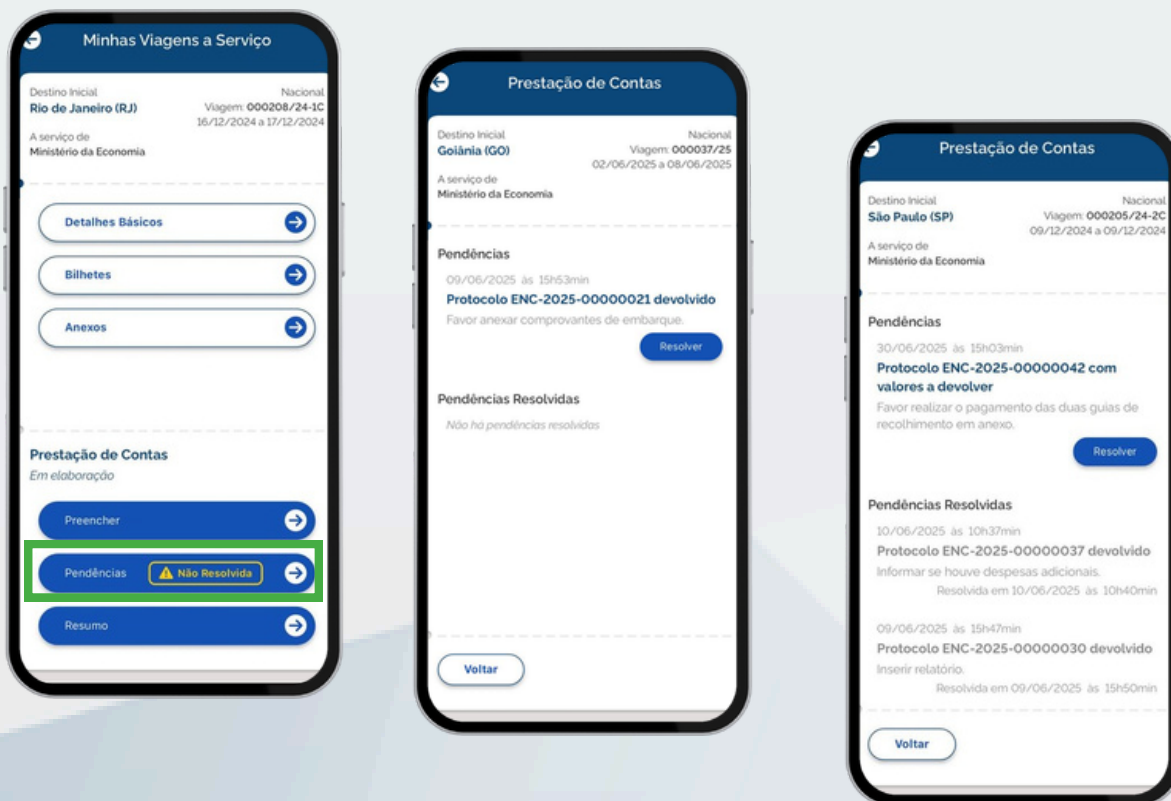 Minhas Viagens a Serviço
Destino Inicial
Nacional
Rio de Janeiro (RJ)
Viagem: 000208/24-1C
16/12/2024 a 17/12/2024
A serviço de
Ministério da Economia
Detalhes Básicos
Bilhetes
Anexos
Prestação de Contas
Em elaboração
Preencher
Pendências
Não Resolvida
Resumo
Prestação de Contas
Destino Inicial
Nacional
Goiânia (GO)
Viagem: 000037/25
02/06/2025 a 08/06/2025
A serviço de
Ministério da Economia
Pendências
09/06/2025 às 15h53min
Protocolo ENC-2025-00000021 devolvido
Favor anexar comprovantes de embarque.
Resolver
Pendências Resolvidas
Não há pendências resolvidas
Voltar
Prestação de Contas
Destino Inicial
Nacional
São Paulo (SP)
Viagem: 000205/24-2C
09/12/2024 a 09/12/2024
A serviço de
Ministério da Economia
Pendências
30/06/2025 às 15h03min
Protocolo ENC-2025-00000042 com
valores a devolver
Favor realizar o pagamento das duas guias de
recolhimento em anexo.
Resolver
Pendências Resolvidas
10/06/2025 às 10h37min
Protocolo ENC-2025-00000037 devolvido
Informar se houve despesas adicionais.
Resolvida em 10/06/2025 às 10h40min
09/06/2025 às 15h47min
Protocolo ENC-2025-00000030 devolvido
Inserir relatório.
Resolvida em 09/06/2025 às 15h50min
Voltar